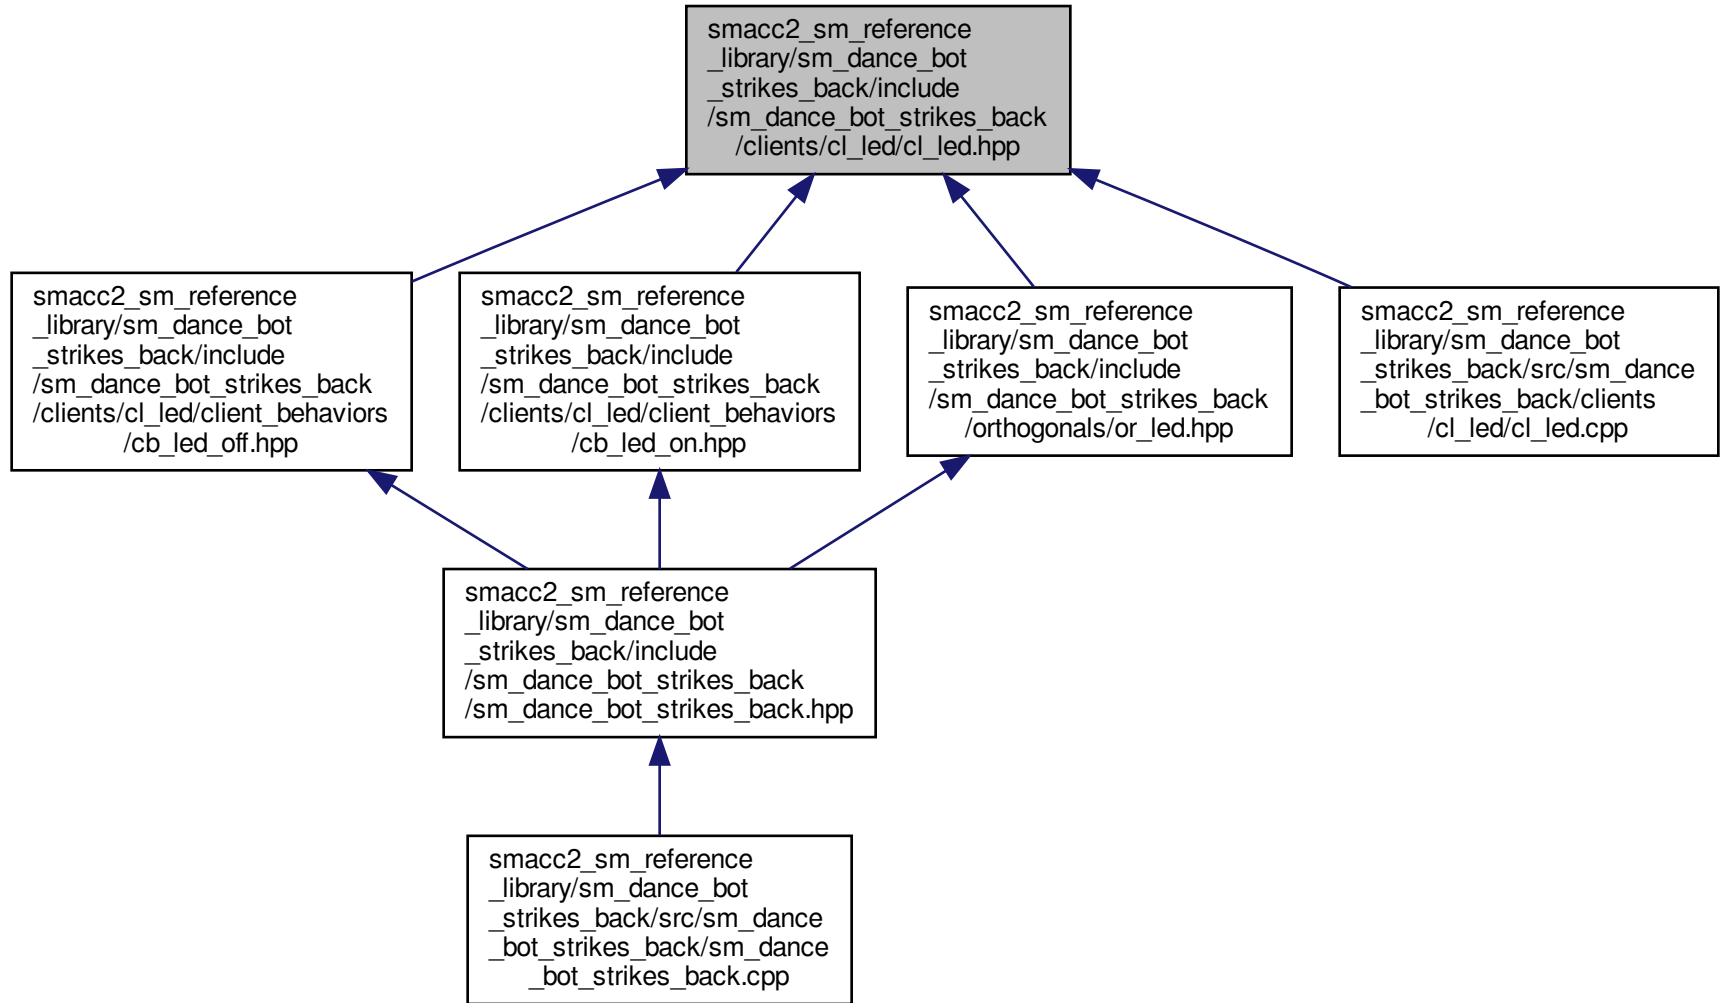 smacc2_sm_reference
_library/sm_dance_bot
_strikes_back/include
/sm_dance_bot_strikes_back
/clients/cl_led/cl_led.hpp
smacc2_sm_reference
_library/sm_dance_bot
_strikes_back/include
/sm_dance_bot_strikes_back
/clients/cl_led/client_behaviors
/cb_led_off.hpp
smacc2_sm_reference
_library/sm_dance_bot
_strikes_back/include
/sm_dance_bot_strikes_back
/clients/cl_led/client_behaviors
/cb_led_on.hpp
smacc2_sm_reference
_library/sm_dance_bot
_strikes_back/include
/sm_dance_bot_strikes_back
/orthogonals/or_led.hpp
smacc2_sm_reference
_library/sm_dance_bot
_strikes_back/src/sm_dance
_bot_strikes_back/clients
/cl_led/cl_led.cpp
smacc2_sm_reference
_library/sm_dance_bot
_strikes_back/include
/sm_dance_bot_strikes_back
/sm_dance_bot_strikes_back.hpp
smacc2_sm_reference
_library/sm_dance_bot
_strikes_back/src/sm_dance
_bot_strikes_back/sm_dance
_bot_strikes_back.cpp